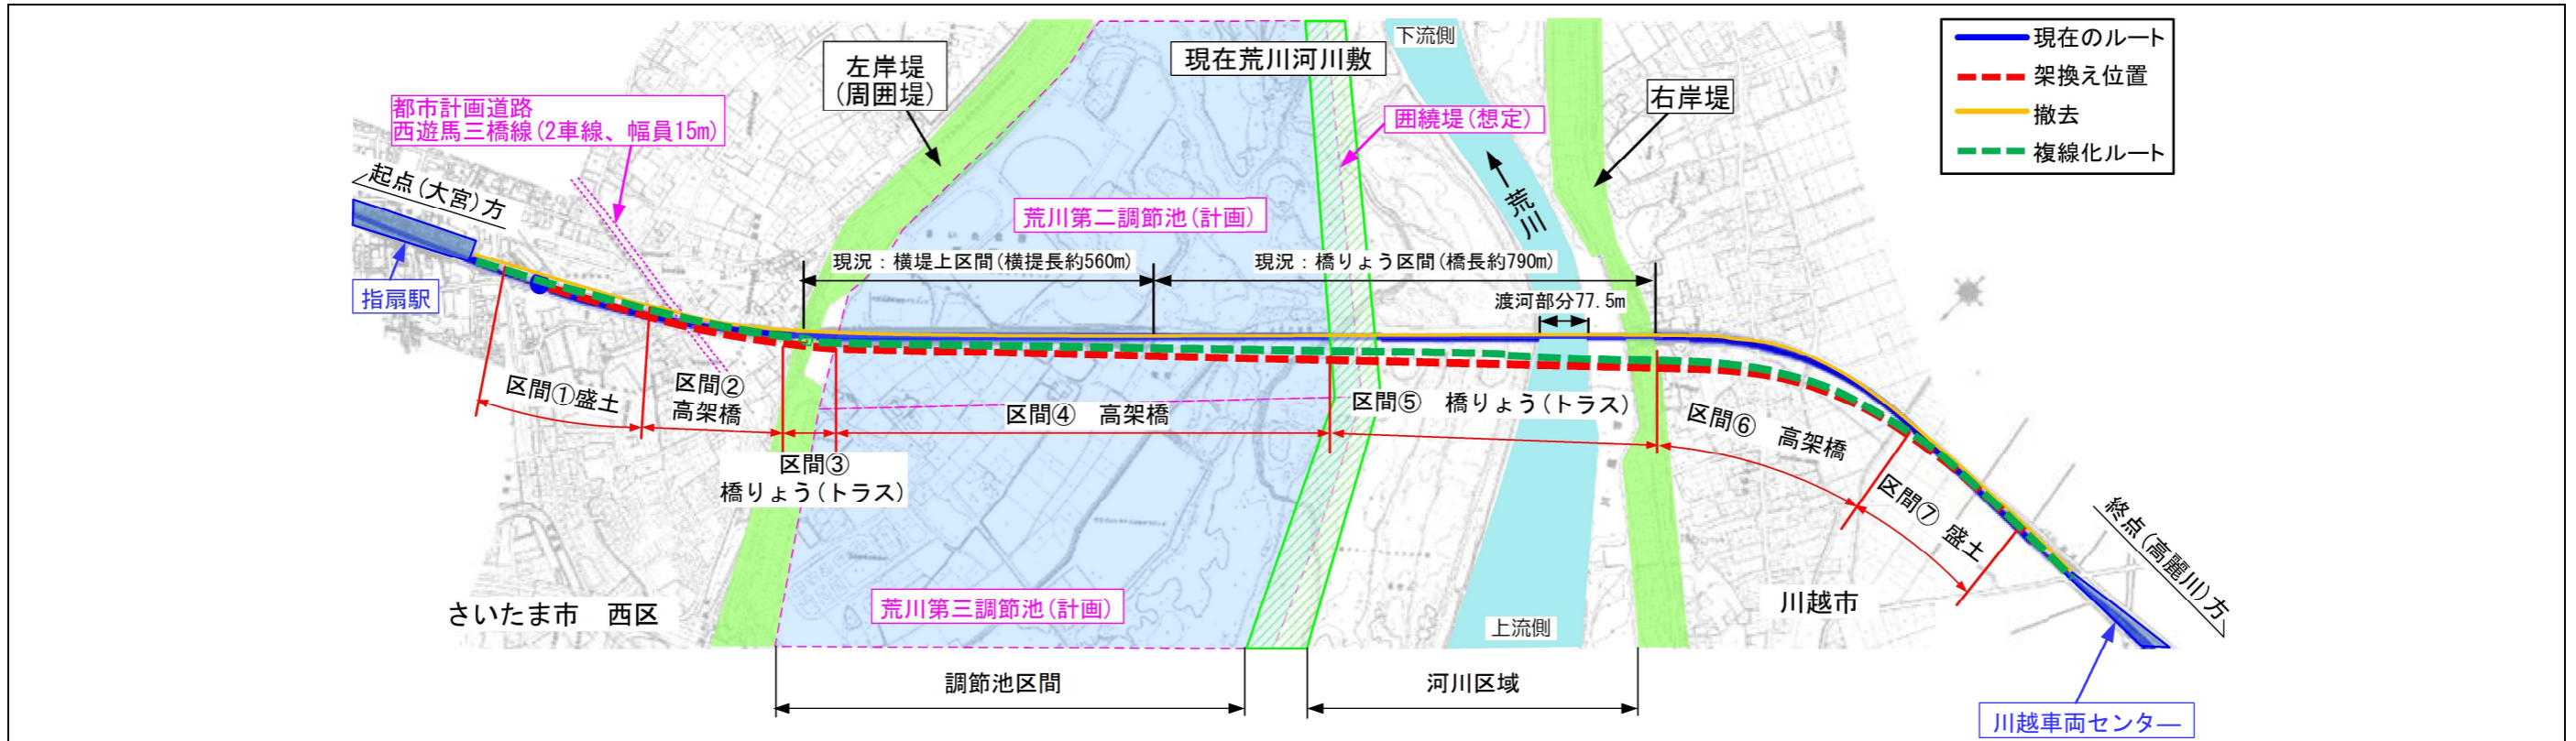 現在のルート
架換え位置
撤去
複線化ルート
左岸堤
(周囲堤)
現在荒川河川敷
下流側
都市計画道路
西遊馬三橋線(2車線、幅員15m)
囲繞堤(想定)
右岸堤
起点(大宮)方
荒川第二調節池(計画)
荒川
現況：横堤上区間(横提長約560m)
現況：橋りょう区間(橋長約790m)
指扇駅
渡河部分77.5m
区間①盛土
区間②
高架橋
区間③
橋りょう(トラス)
区間④ 高架橋
区間⑤ 橋りょう(トラス)
区間⑥ 高架橋
区間⑦ 盛土
終点(高麗川)方
さいたま市 西区
荒川第三調節池(計画)
川越市
上流側
調節池区間
河川区域
川越車両センター